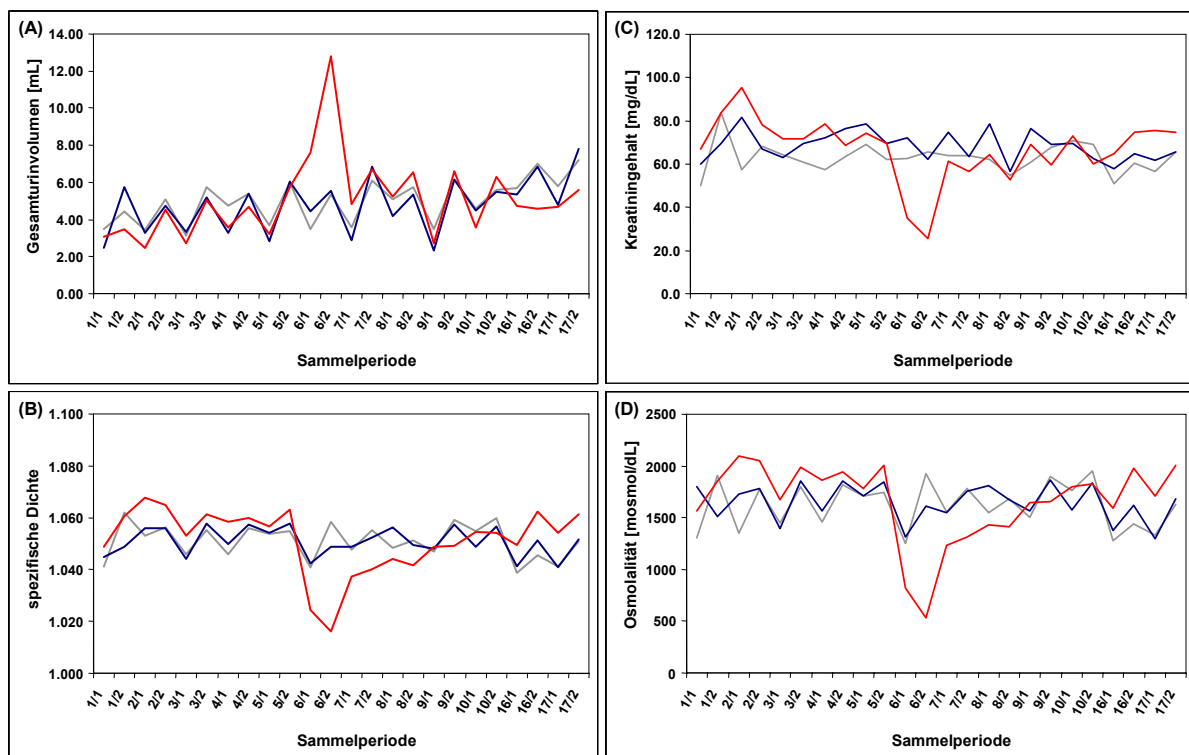 (A)
Gesamturinvolumen [mL]
14.00
12.00
10.00
8.00
6.00
4.00
2.00
0.00
1/1 1/2 2/1 2/2 3/1 3/2 4/1 4/2 5/1 5/2 6/1 6/2 7/1 7/2 8/1 8/2 9/1 9/2 10/1 10/2 16/1 16/2 17/1 17/2
Sammelperiode
(C)
Kreatiningehalt [mg/dL]
120.0
100.0
80.0
60.0
40.0
20.0
0.0
1/1 1/2 2/1 2/2 3/1 3/2 4/1 4/2 5/1 5/2 6/1 6/2 7/1 7/2 8/1 8/2 9/1 9/2 10/1 10/2 16/1 16/2 17/1 17/2
Sammelperiode
(B)
spezifische Dichte
1.100
1.080
1.060
1.040
1.020
1.000
1/1 1/2 2/1 2/2 3/1 3/2 4/1 4/2 5/1 5/2 6/1 6/2 7/1 7/2 8/1 8/2 9/1 9/2 10/1 10/2 16/1 16/2 17/1 17/2
Sammelperiode
(D)
Osmolalität [mosmol/dL]
2500
2000
1500
1000
500
0
1/1 1/2 2/1 2/2 3/1 3/2 4/1 4/2 5/1 5/2 6/1 6/2 7/1 7/2 8/1 8/2 9/1 9/2 10/1 10/2 16/1 16/2 17/1 17/2
Sammelperiode